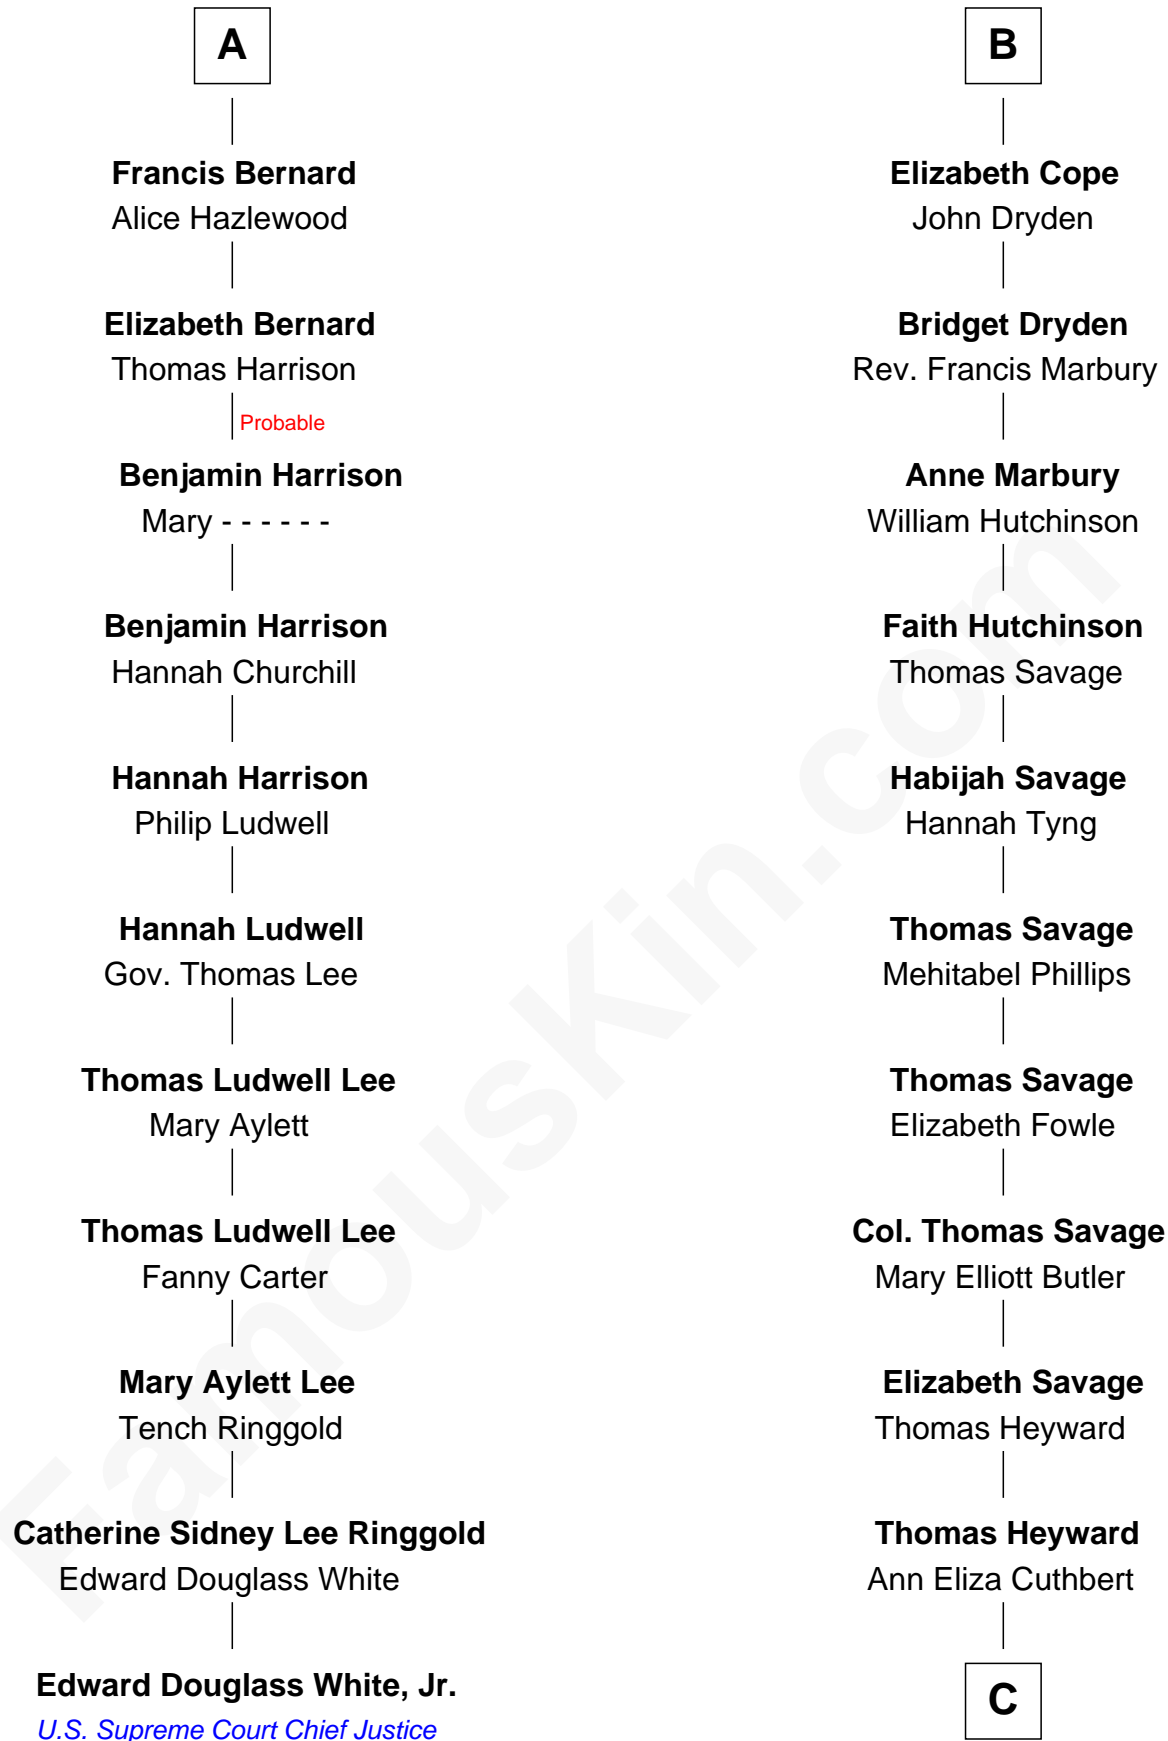 A
Francis Bernard
Alice Hazlewood
Elizabeth Bernard
Thomas Harrison
Probable
Benjamin Harrison
Mary - - - - - -
Benjamin Harrison
Hannah Churchill
Hannah Harrison
Philip Ludwell
Hannah Ludwell
Gov. Thomas Lee
Thomas Ludwell Lee
Mary Aylett
Thomas Ludwell Lee
Fanny Carter
Mary Aylett Lee
Tench Ringgold
Catherine Sidney Lee Ringgold
Edward Douglass White
Edward Douglass White, Jr.
U.S. Supreme Court Chief Justice
B
Elizabeth Cope
John Dryden
Bridget Dryden
Rev. Francis Marbury
Anne Marbury
William Hutchinson
Faith Hutchinson
Thomas Savage
Habijah Savage
Hannah Tyng
Thomas Savage
Mehitabel Phillips
Thomas Savage
Elizabeth Fowle
Col. Thomas Savage
Mary Elliott Butler
Elizabeth Savage
Thomas Heyward
Thomas Heyward
Ann Eliza Cuthbert
C
FamousKin.com